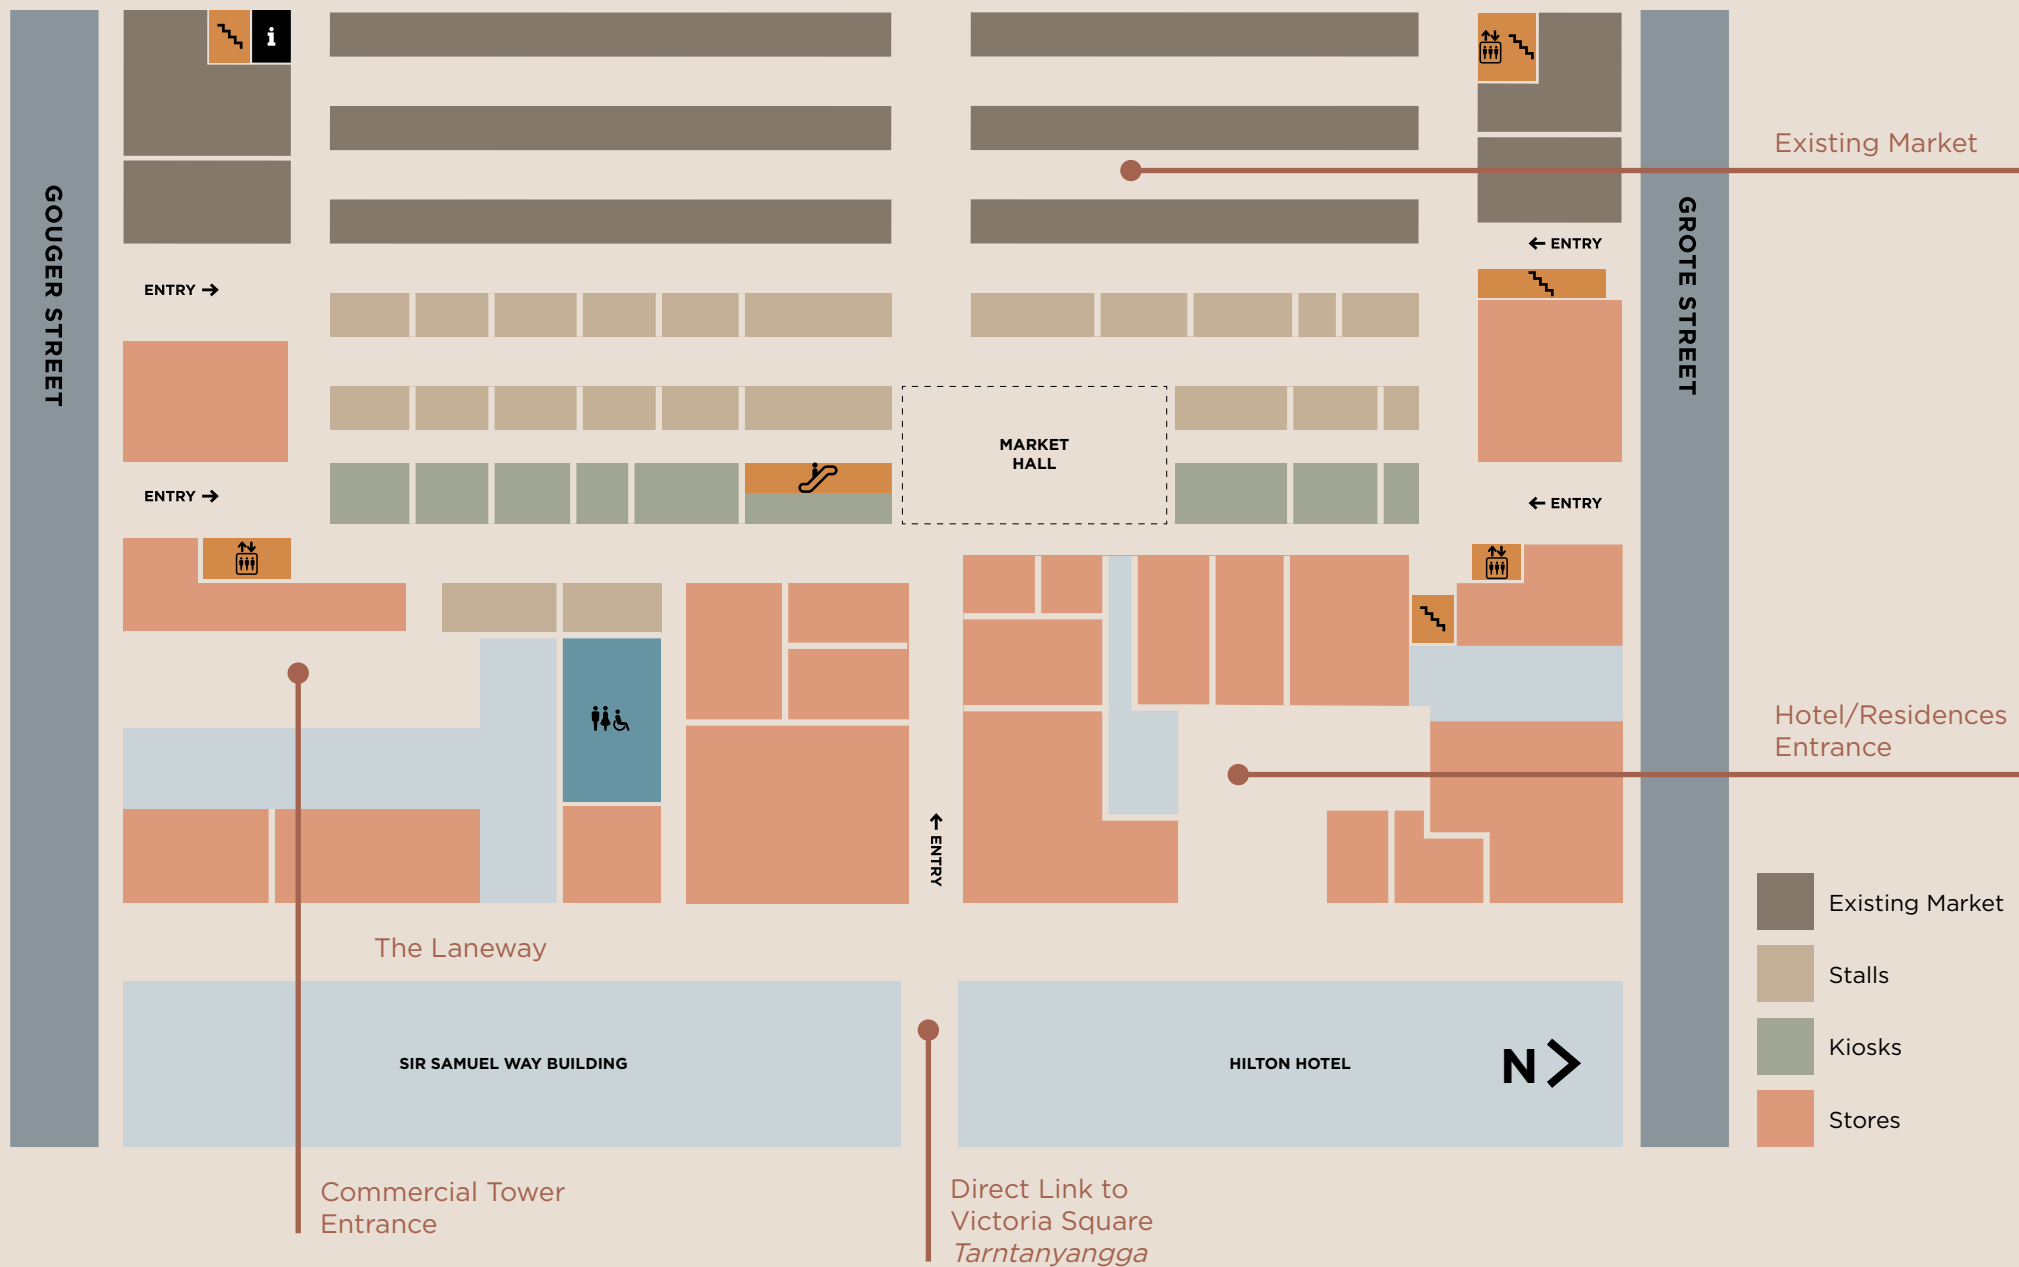 i
Existing Market
GOUGER STREET
GROTE STREET
← ENTRY
ENTRY →
MARKET
HALL
ENTRY →
← ENTRY
Hotel/Residences
Entrance
← ENTRY
Existing Market
The Laneway
Stalls
Kiosks
SIR SAMUEL WAY BUILDING
HILTON HOTEL
N
Stores
Commercial Tower
Entrance
Direct Link to
Victoria Square
Tarntanyangga